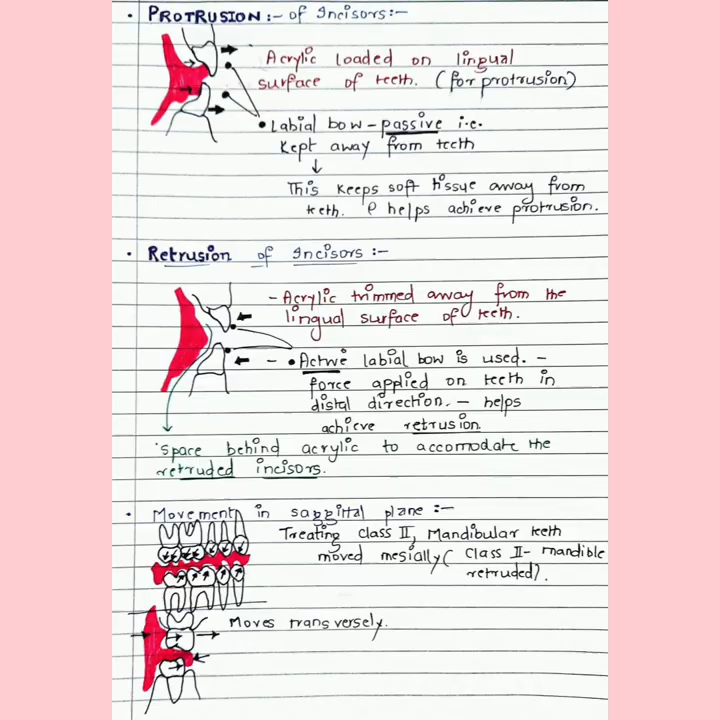 • PROTRUSION :- of Incisors :-
Acrylic loaded on lingual
surface of teeth. (for protrusion)
• Labial bow - passive i.e.
kept away from teeth
↓
This keeps soft tissue away from
teeth. & helps achieve protrusion.
• Retrusion of Incisors :-
- Acrylic trimmed away from the
lingual surface of teeth.
- • Active labial bow is used. -
force applied on teeth in
distal direction. - helps
achieve retrusion
Space behind acrylic to accomodate the
retruded incisors.
• Movement in saggital plane :-
Treating class II, Mandibular teeth
moved mesially ( class II - mandible
retruded).
Moves transversely.